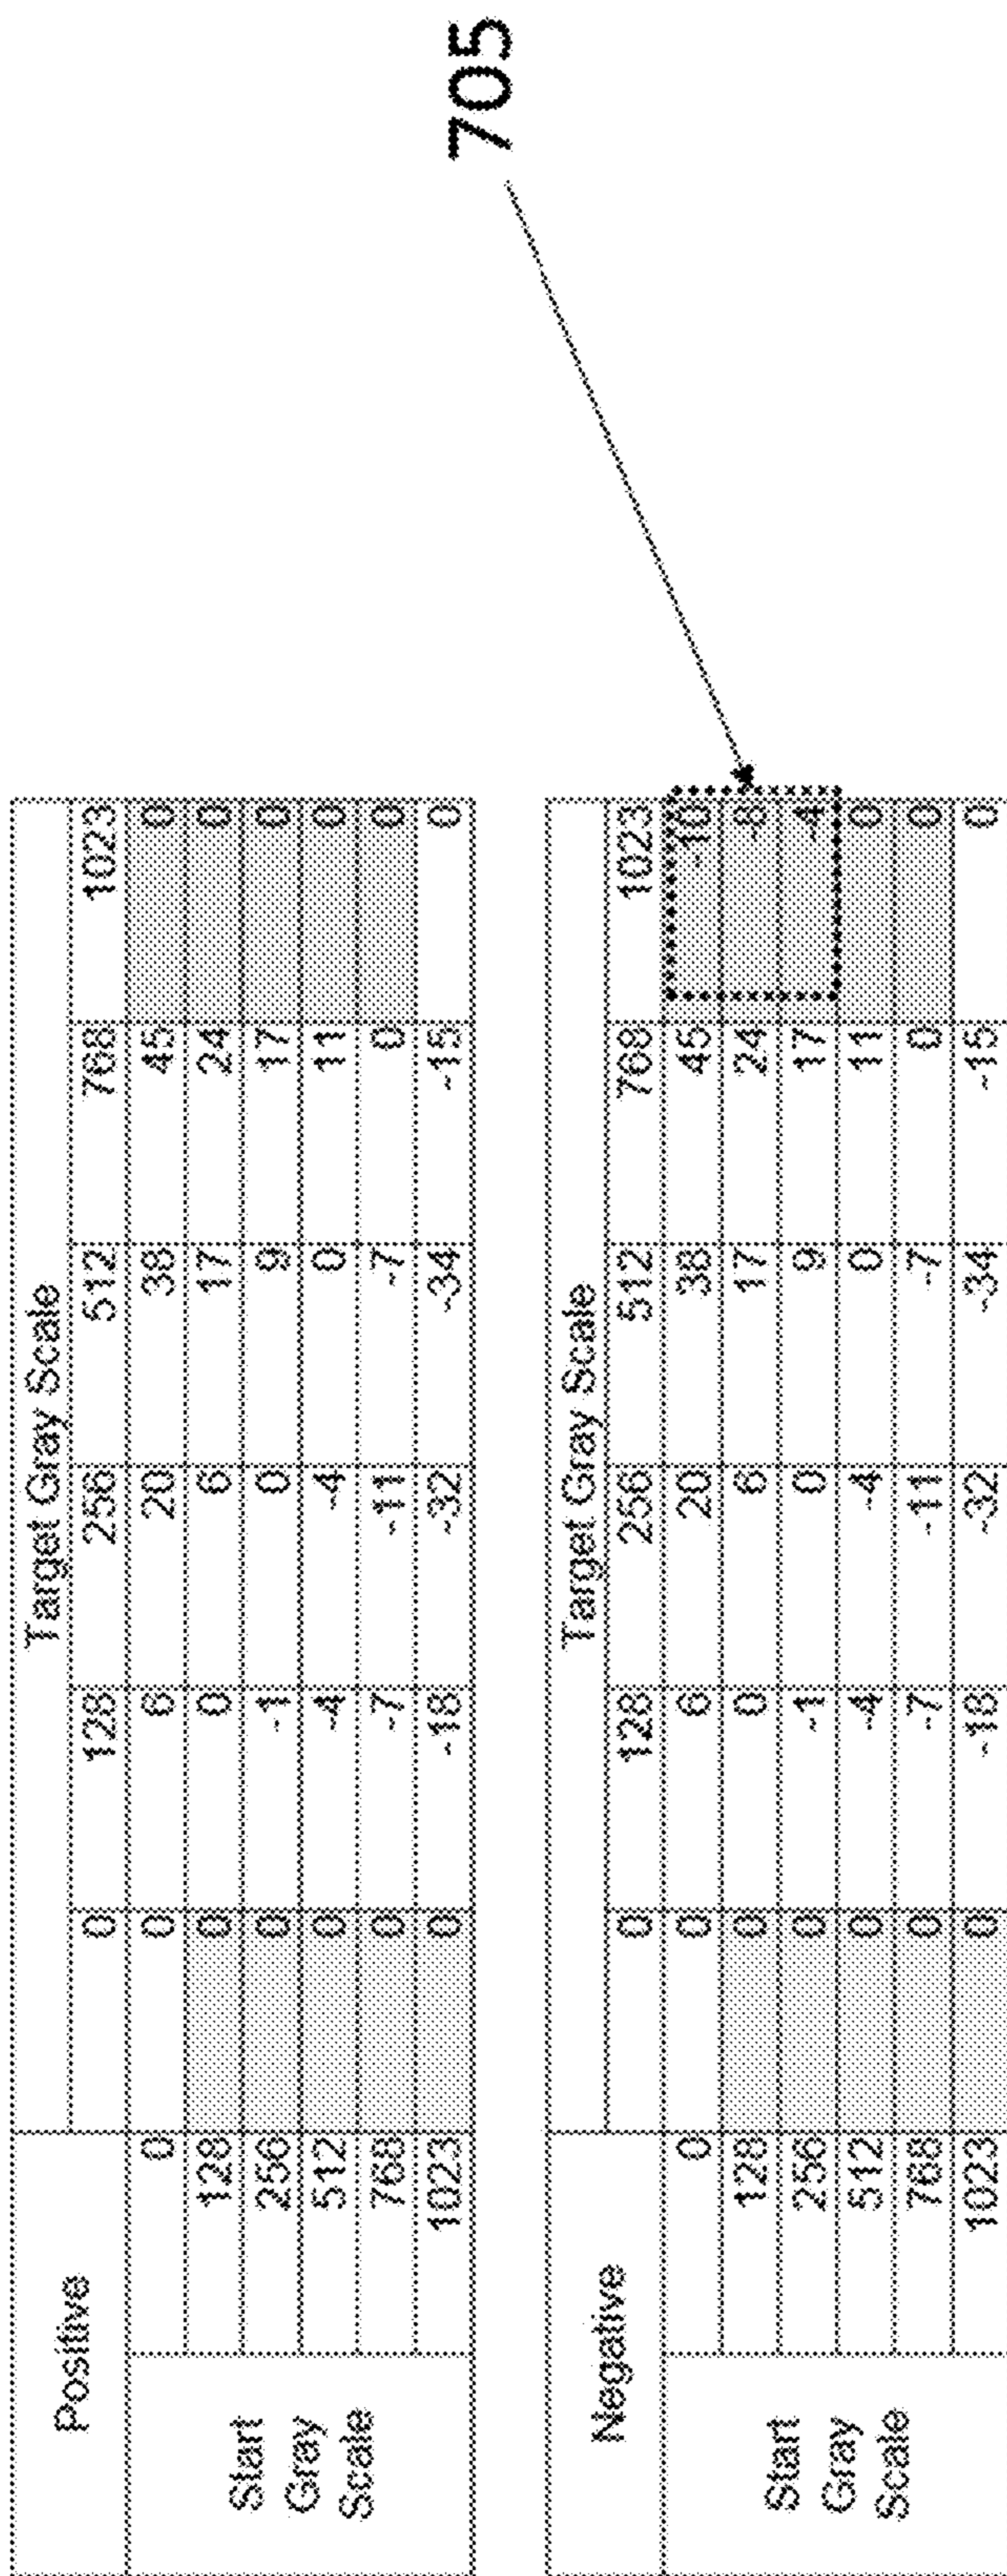 705
Positive Target Gray Scale
0 128 256 512 768 1023
Start Gray Scale
0 0 6 20 38 45 0
128 0 0 6 17 24 0
256 0 -1 0 9 17 0
512 0 -4 -4 0 11 0
768 0 -7 -11 -7 0 0
1023 0 -18 -32 -34 -15 0
Negative Target Gray Scale
0 128 256 512 768 1023
Start Gray Scale
0 0 6 20 38 45 -10
128 0 0 6 17 24 -8
256 0 -1 0 9 17 -4
512 0 -4 -4 0 11 0
768 0 -7 -11 -7 0 0
1023 0 -18 -32 -34 -15 0